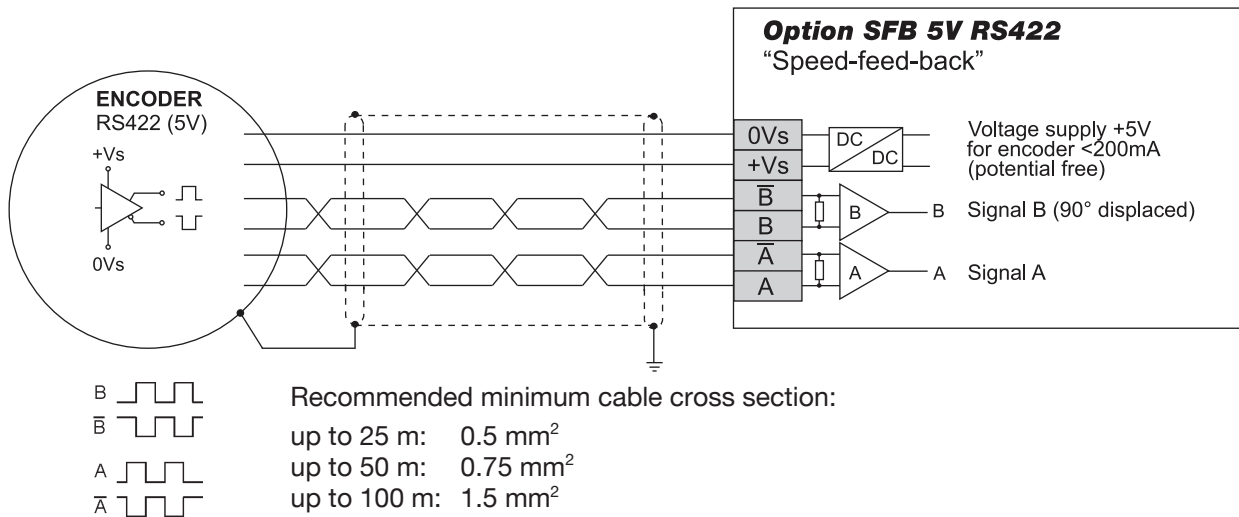 Option SFB 5V RS422
“Speed-feed-back”
ENCODER
RS422 (5V)
+Vs
0Vs
0Vs
+Vs
B̅
B
A̅
A
DC
DC
Voltage supply +5V
for encoder <200mA
(potential free)
B
B
Signal B (90° displaced)
A
A
Signal A
B
B̅
A
A̅
Recommended minimum cable cross section:
up to 25 m: 0.5 mm²
up to 50 m: 0.75 mm²
up to 100 m: 1.5 mm²